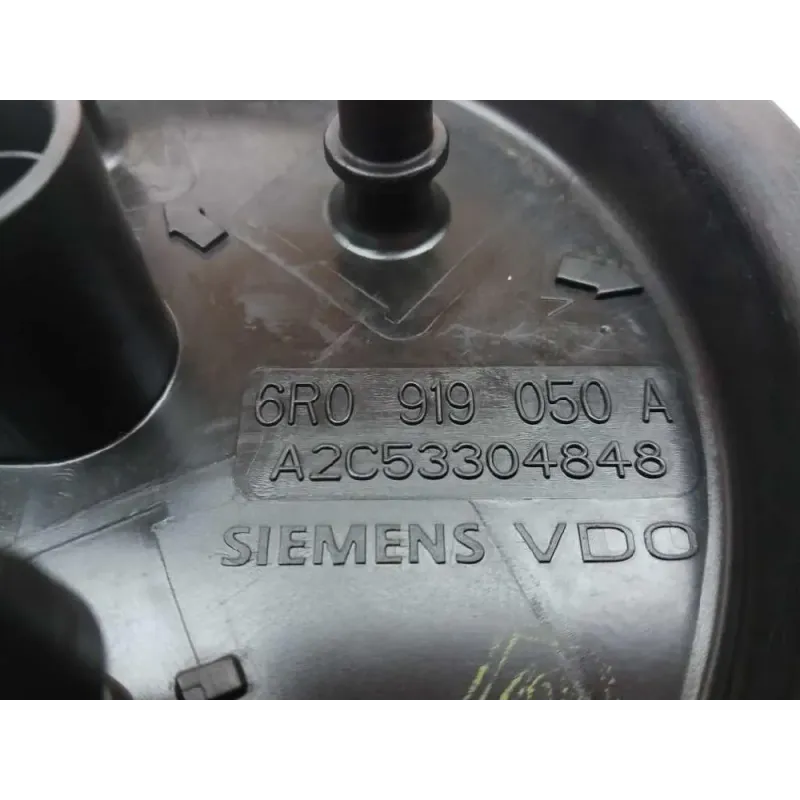 6R0 919 050 A
A2C53304848
SIEMENS VDO